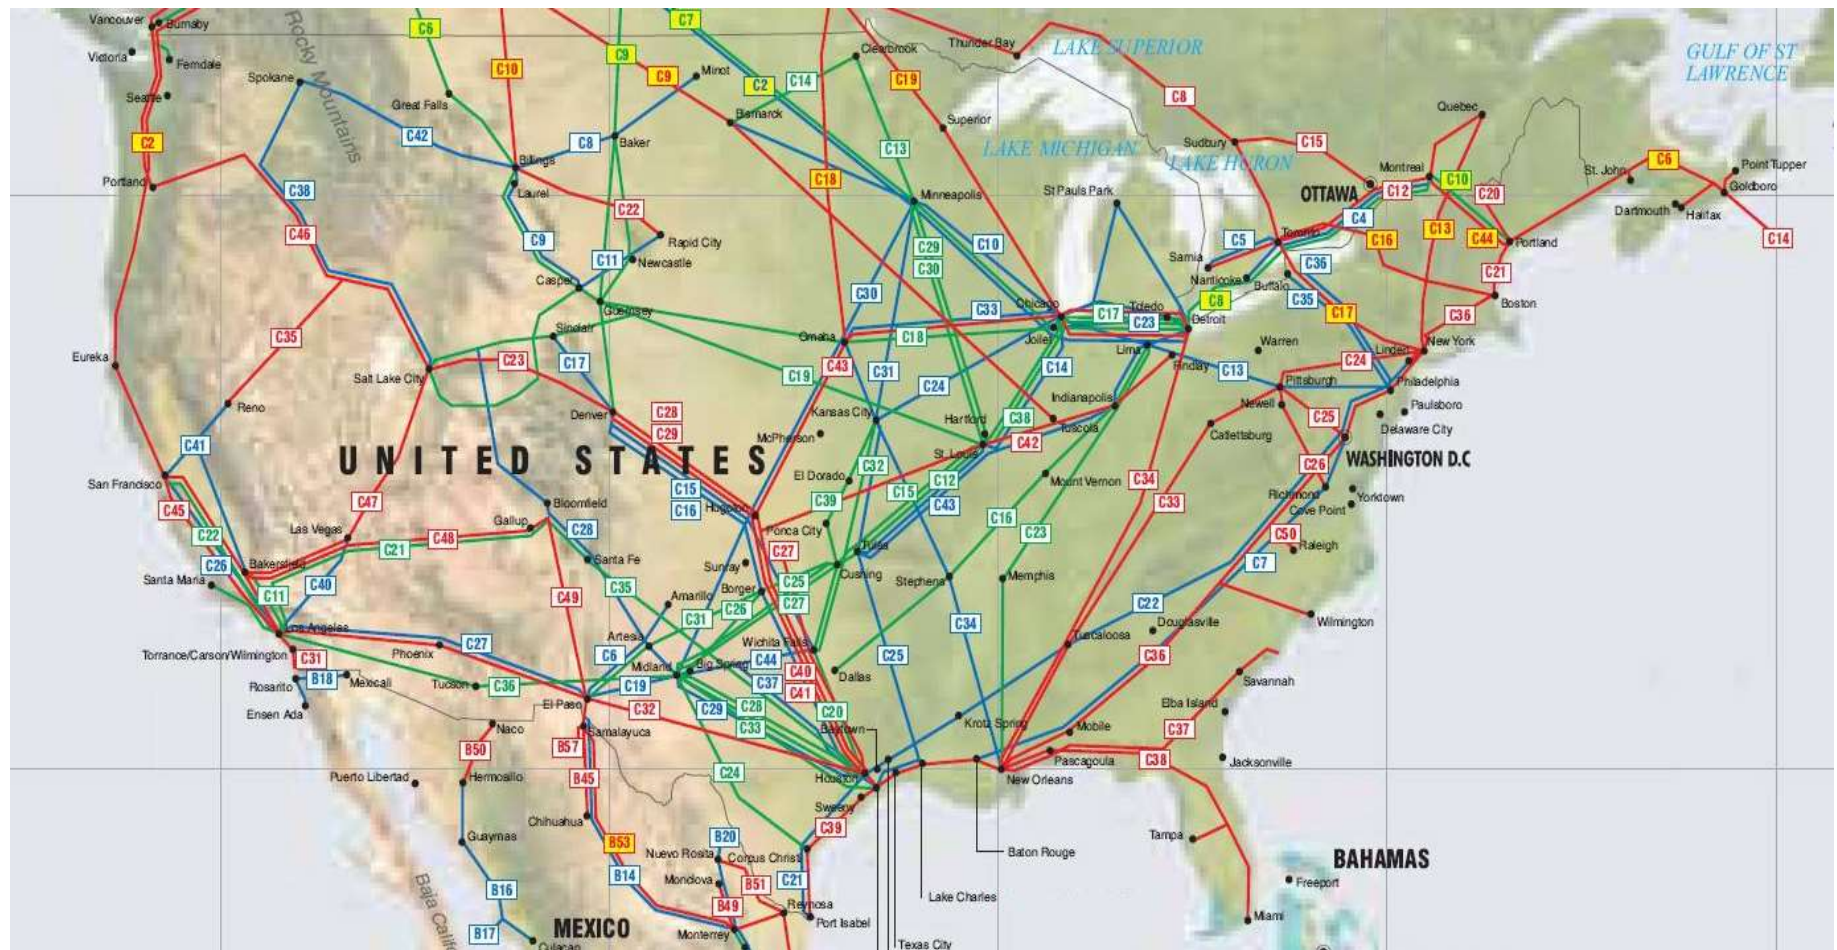 Vancouver
Burnaby
C6
C7
Victoria
Ferndale
Rocky Mountains
C10
C9
C9
Minot
Clearbrook
Thunder Bay
LAKE SUPERIOR
GULF OF ST
LAWRENCE
Spokane
C2
C14
C19
Great Falls
Bismarck
C8
Quebec
C2
C42
C8
Baker
C13
Superior
Sudbury
C15
LAKE MICHIGAN
LAKE HURON
Billings
Montreal
C6
Point Tupper
Portland
C38
Laurel
C18
Minneapolis
St Pauls Park
OTTAWA
C12
C10
C20
St. John
Goldboro
C22
C4
Dartmouth
Halifax
C46
C9
Rapid City
C29
C10
C5
Toronto
C16
C13
C44
Portland
C14
C11
Newcastle
C30
Sarnia
C36
C21
Casper
Nanticoke
Buffalo
C30
C33
Chicago
Toledo
C8
C35
Boston
Guernsey
C17
C17
C36
Sinclair
C23
Detroit
C35
Omaha
C18
Joliet
Lima
Warren
Linden
New York
Eureka
Salt Lake City
C23
C17
C43
C31
C14
Findlay
C13
C24
C19
C24
Pittsburgh
Philadelphia
Reno
Denver
C28
C29
Kansas City
Hartford
C38
Indianapolis
Newell
C25
Paulsboro
C41
McPherson
C42
Tuscola
Catlettsburg
Delaware City
UNITED STATES
St. Louis
WASHINGTON D.C
San Francisco
C15
C16
El Dorado
C32
C12
Mount Vernon
C34
C26
C45
C47
Bloomfield
Hugoton
C39
C15
C43
C33
Richmond
Yorktown
Cove Point
Las Vegas
Gallup
C28
Ponca City
C16
C22
C21
C48
C27
Tulsa
C23
C50
Raleigh
C26
Bakersfield
Santa Fe
Sunray
Cushing
Stephens
Memphis
C7
Santa Maria
C11
C40
C49
C35
Borger
C25
C27
Amarillo
C26
C22
Los Angeles
C31
C34
Douglasville
Wilmington
C27
Artesia
Wichita Falls
Tuscaloosa
Torrance/Carson/Wilmington
C31
Phoenix
C6
Midland
Big Spring
C44
C40
C25
C36
Rosarito
B18
Mexicali
Tucson
C36
C19
C37
C41
Dallas
Savannah
Ensen Ada
El Paso
C32
C29
C28
C20
Elba Island
Naco
Samalayuca
C33
Baytown
Krotz Spring
Mobile
C37
B50
B57
Puerto Libertad
Hermosillo
B45
C24
Houston
New Orleans
Pascagoula
C38
Jacksonville
Sweeny
Chihuahua
C39
Guaymas
B53
B20
Tampa
Nuevo Rosita
Corpus Christi
Baton Rouge
BAHAMAS
B14
Monclova
B51
C21
Freeport
B16
B49
Lake Charles
Baja Calif
Reynosa
Port Isabel
Miami
B17
MEXICO
Monterrey
Culacan
Texas City